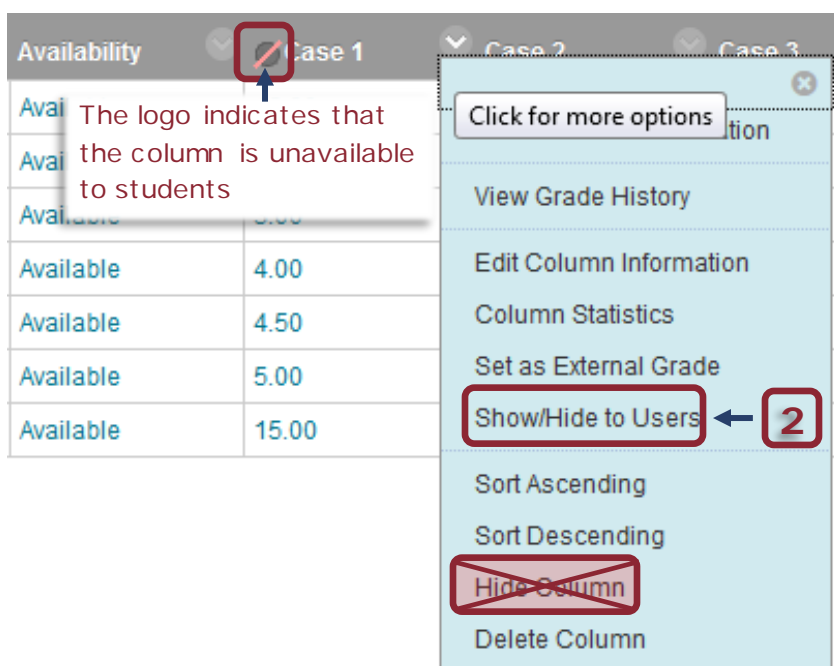 Availability Case 1 Case 2 Case 3
The logo indicates that
the column is unavailable
to students
Avai
Avai
Available
Available 4.00
Available 4.50
Available 5.00
Available 15.00
Click for more options
tion
View Grade History
Edit Column Information
Column Statistics
Set as External Grade
Show/Hide to Users
2
Sort Ascending
Sort Descending
Hide Column
Delete Column